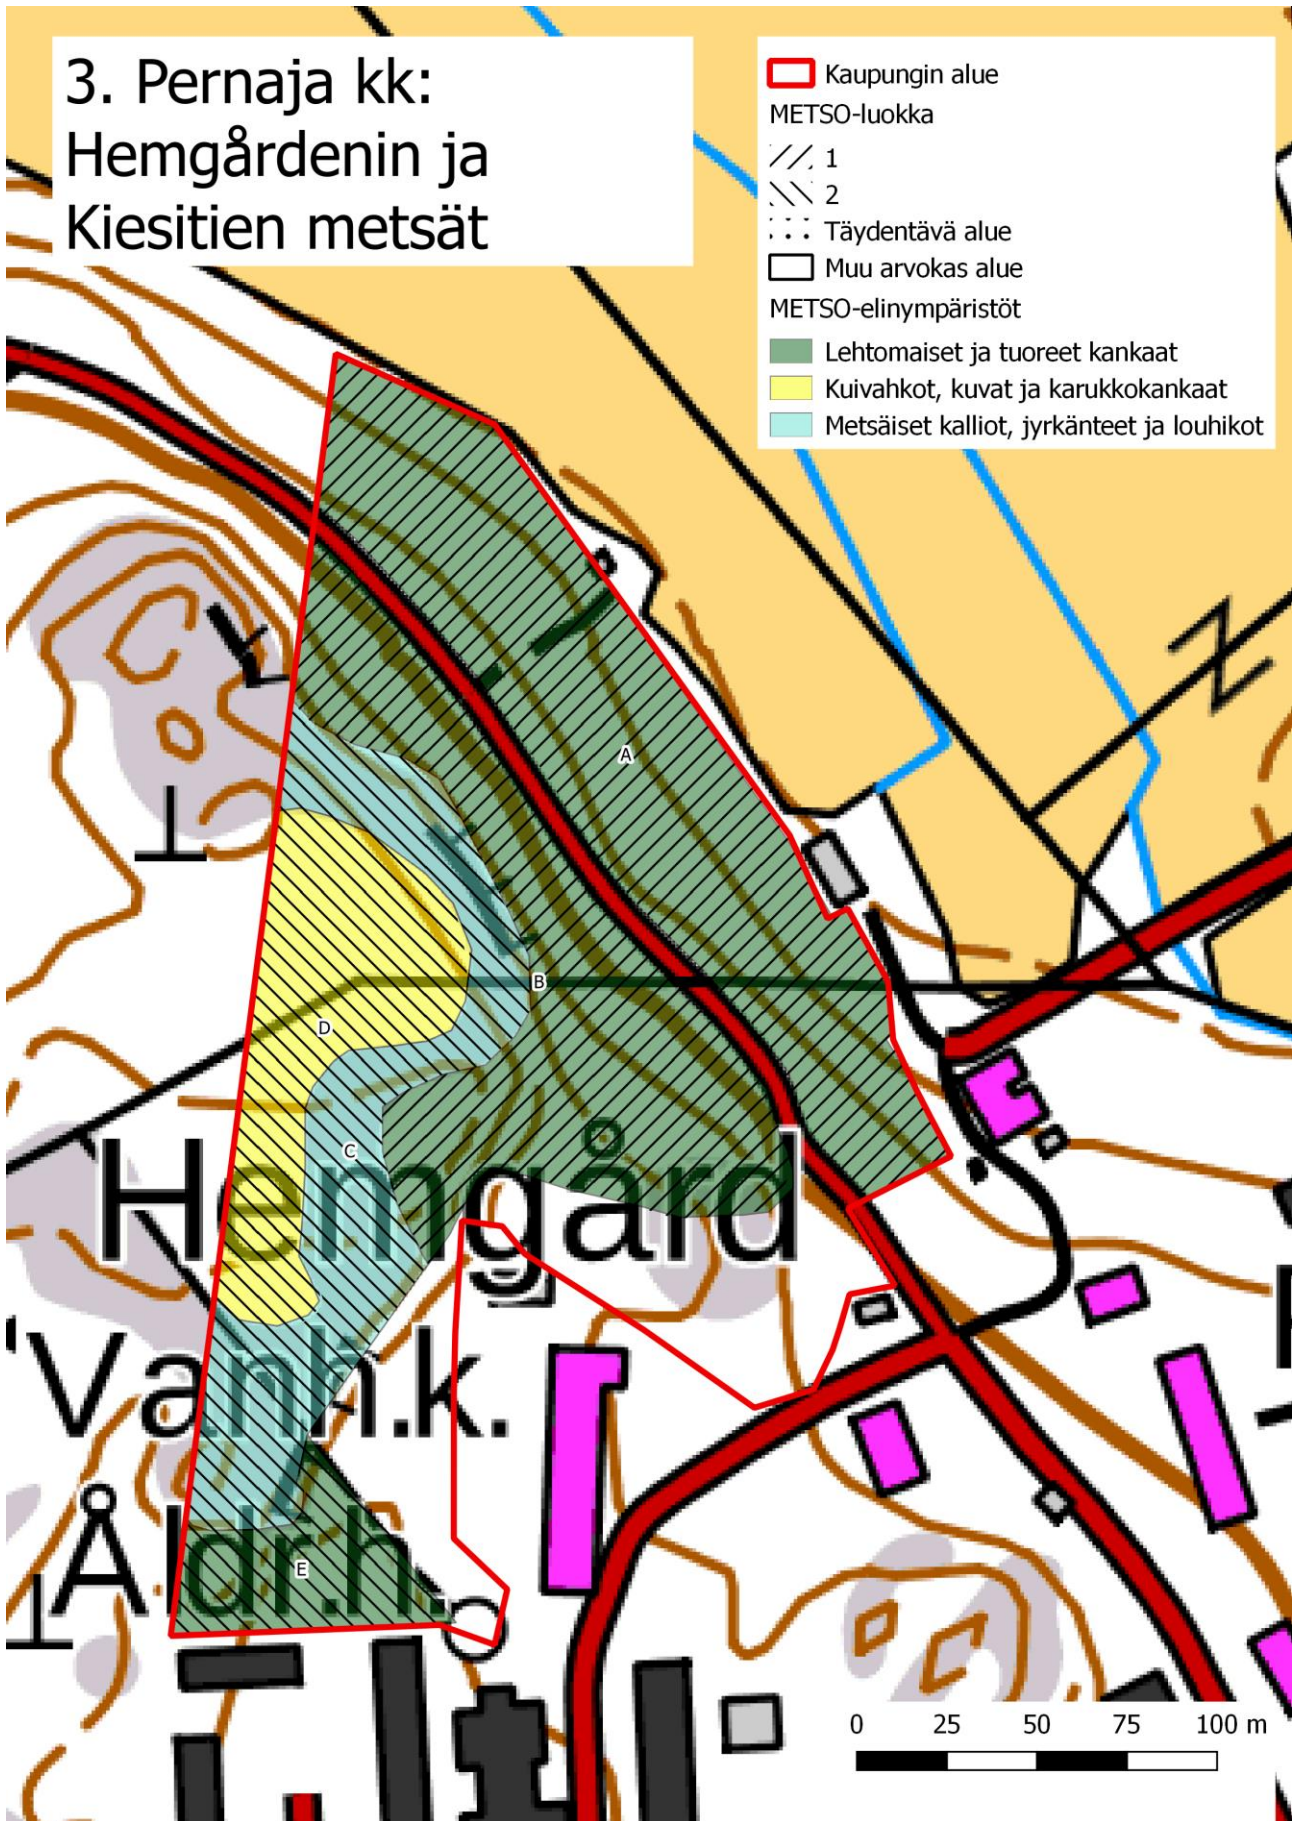 3. Pernaja kk:
Hemgårdenin ja
Kiesitien metsät
Kaupungin alue
METSO-luokka
1
2
Täydentävä alue
Muu arvokas alue
METSO-elinympäristöt
Lehtomaiset ja tuoreet kankaat
Kuivahkot, kuvat ja karukkokankaat
Metsäiset kalliot, jyrkänteet ja louhikot
A
B
D
C
Hemgård
Vanh.k.
Åldr.h.
E
0 25 50 75 100 m